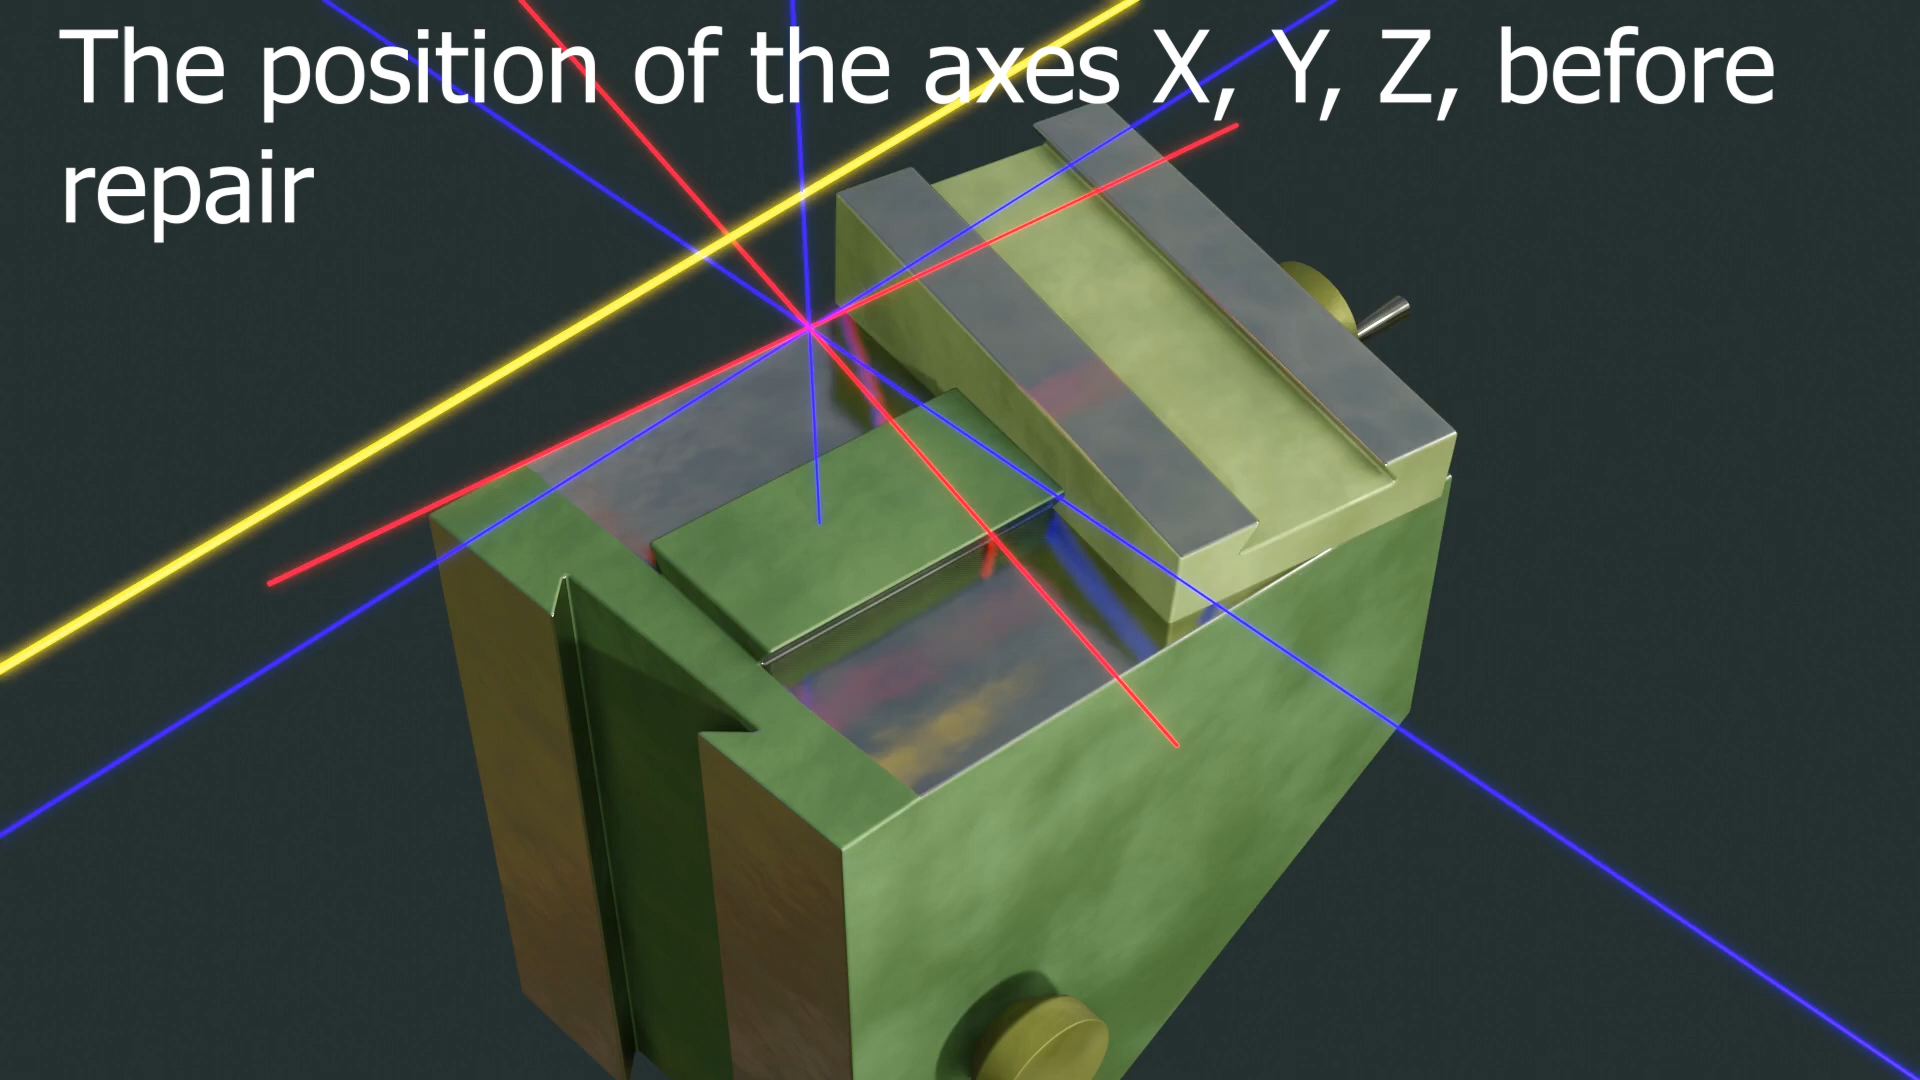 The position of the axes X, Y, Z, before
repair